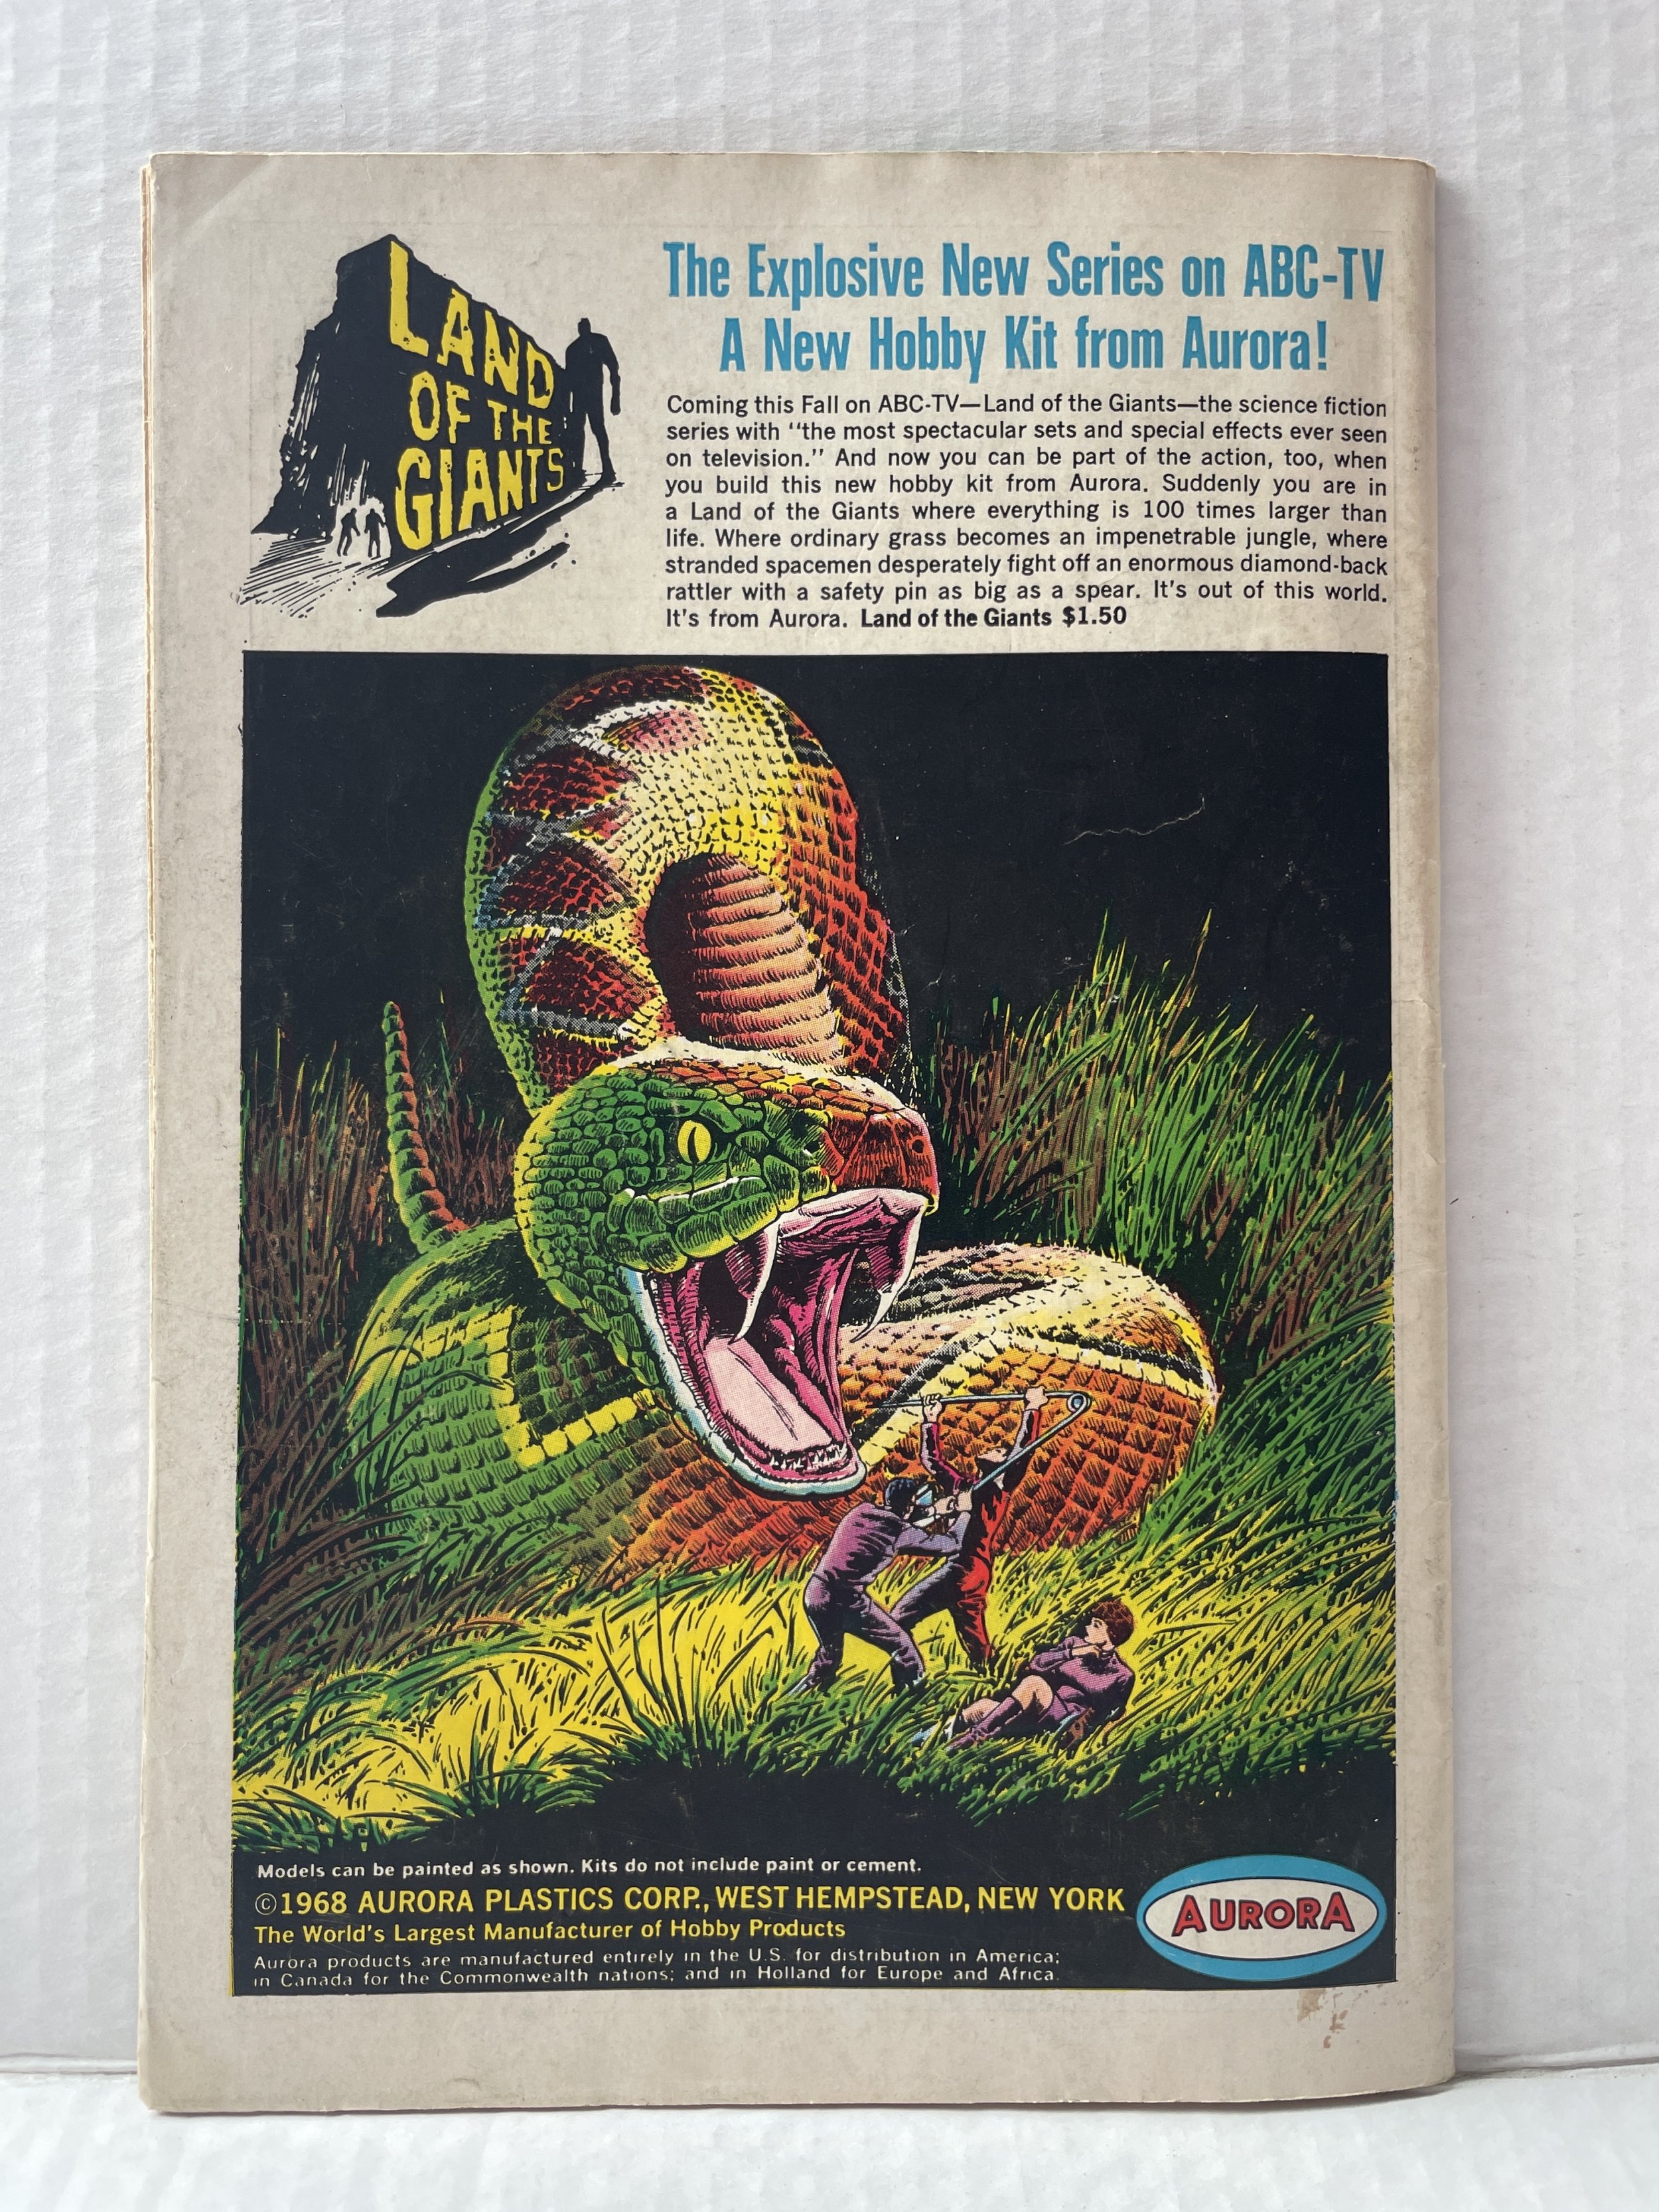 LAND
OF THE
GIANTS
The Explosive New Series on ABC-TV
A New Hobby Kit from Aurora!
Coming this Fall on ABC-TV—Land of the Giants—the science fiction
series with "the most spectacular sets and special effects ever seen
on television." And now you can be part of the action, too, when
you build this new hobby kit from Aurora. Suddenly you are in
a Land of the Giants where everything is 100 times larger than
life. Where ordinary grass becomes an impenetrable jungle, where
stranded spacemen desperately fight off an enormous diamond-back
rattler with a safety pin as big as a spear. It's out of this world.
It's from Aurora. Land of the Giants $1.50
Models can be painted as shown. Kits do not include paint or cement.
©1968 AURORA PLASTICS CORP., WEST HEMPSTEAD, NEW YORK
The World's Largest Manufacturer of Hobby Products
Aurora products are manufactured entirely in the U.S. for distribution in America;
in Canada for the Commonwealth nations; and in Holland for Europe and Africa.
AURORA